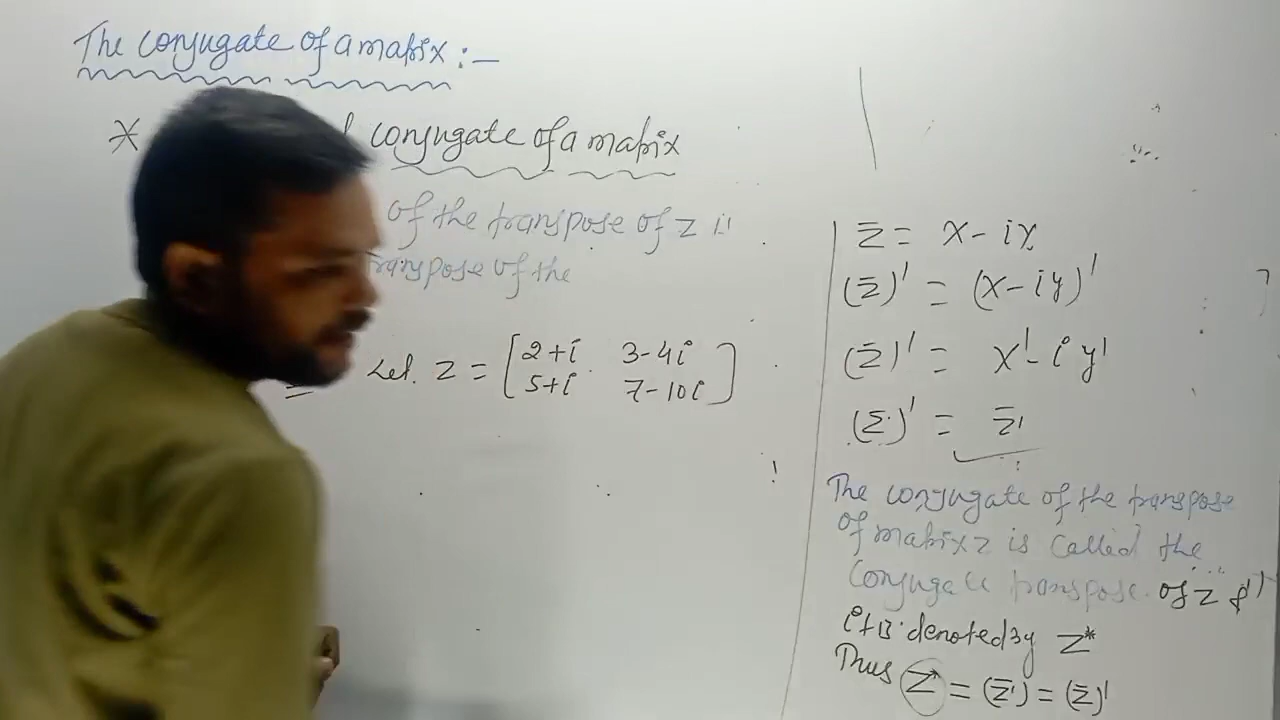 The conjugate of a matrix :-
* conjugate of a matrix
of the transpose of z is
transpose of the
Let. z = [2+i 3-4i
5+i 7-10i]
z̄ = x - iy
(z̄)' = (x - iy)'
(z̄)' = x' - iy'
(z̄)' = z̄'
The conjugate of the transpose
of matrix z is called the
conjugate transpose of z &
it is denoted by Z*
Thus Z* = (z̄') = (z̄)'